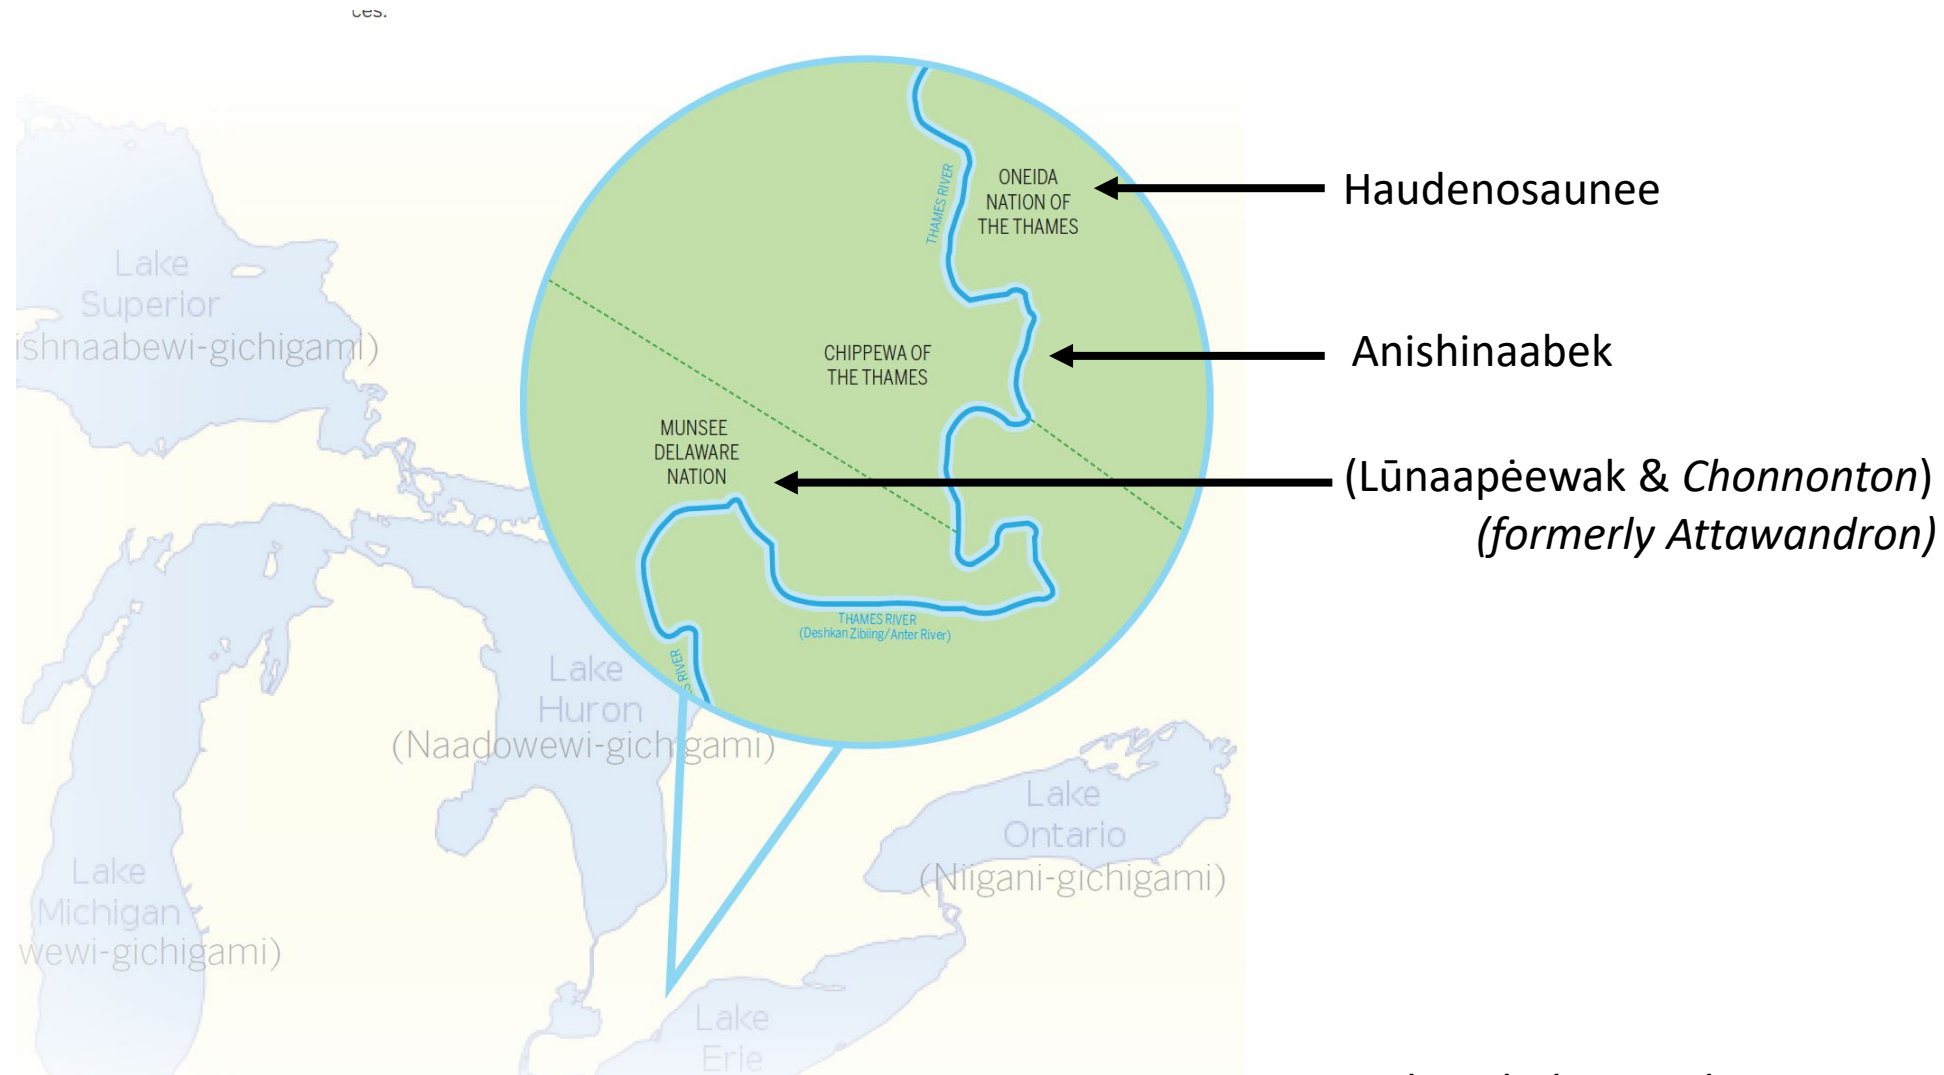 ces.
THAMES RIVER
ONEIDA
NATION OF
THE THAMES
Haudenosaunee
Lake
Superior
ishnaabewi-gichigami)
CHIPPEWA OF
THE THAMES
Anishinaabek
MUNSEE
DELAWARE
NATION
(Lūnaapėewak & Chonnonton)
(formerly Attawandron)
THAMES RIVER
(Deshkan Zibiing/Anter River)
S RIVER
Lake
Huron
(Naadowewi-gichigami)
Lake
Ontario
(Niigani-gichigami)
Lake
Michigan
wewi-gichigami)
Lake
Erie